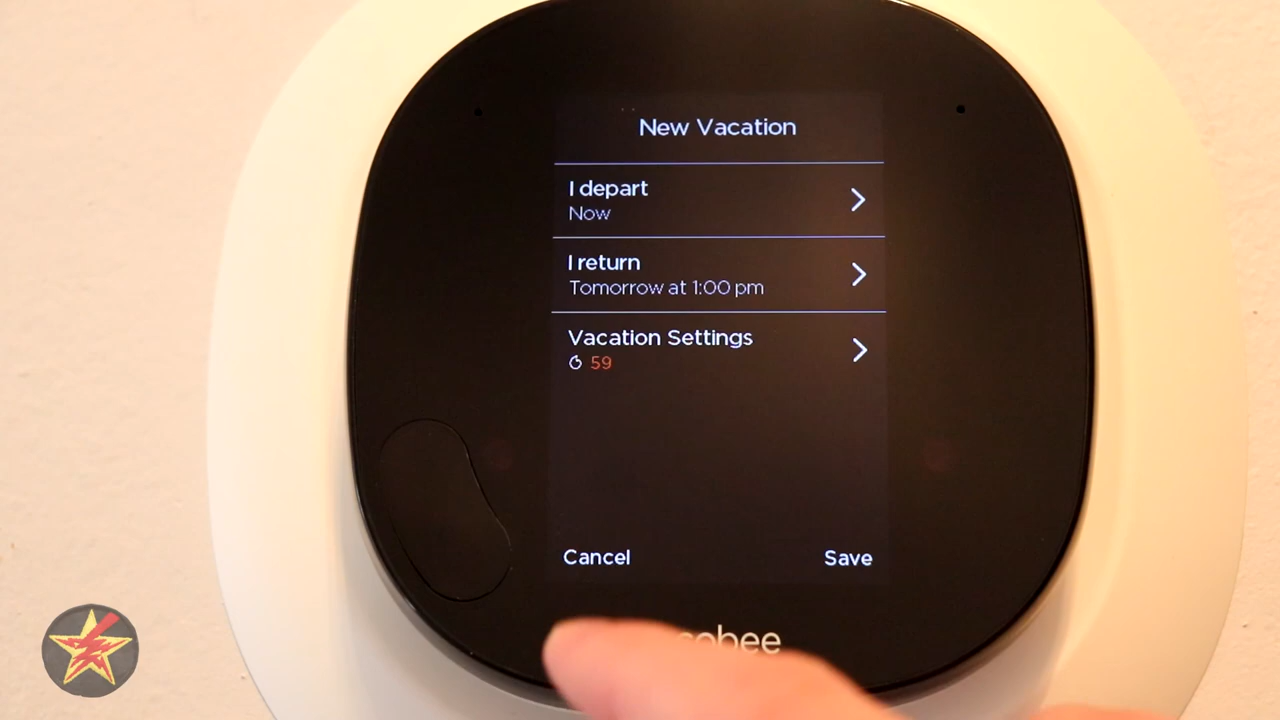 New Vacation
I depart
Now
I return
Tomorrow at 1:00 pm
Vacation Settings
59
Cancel
Save